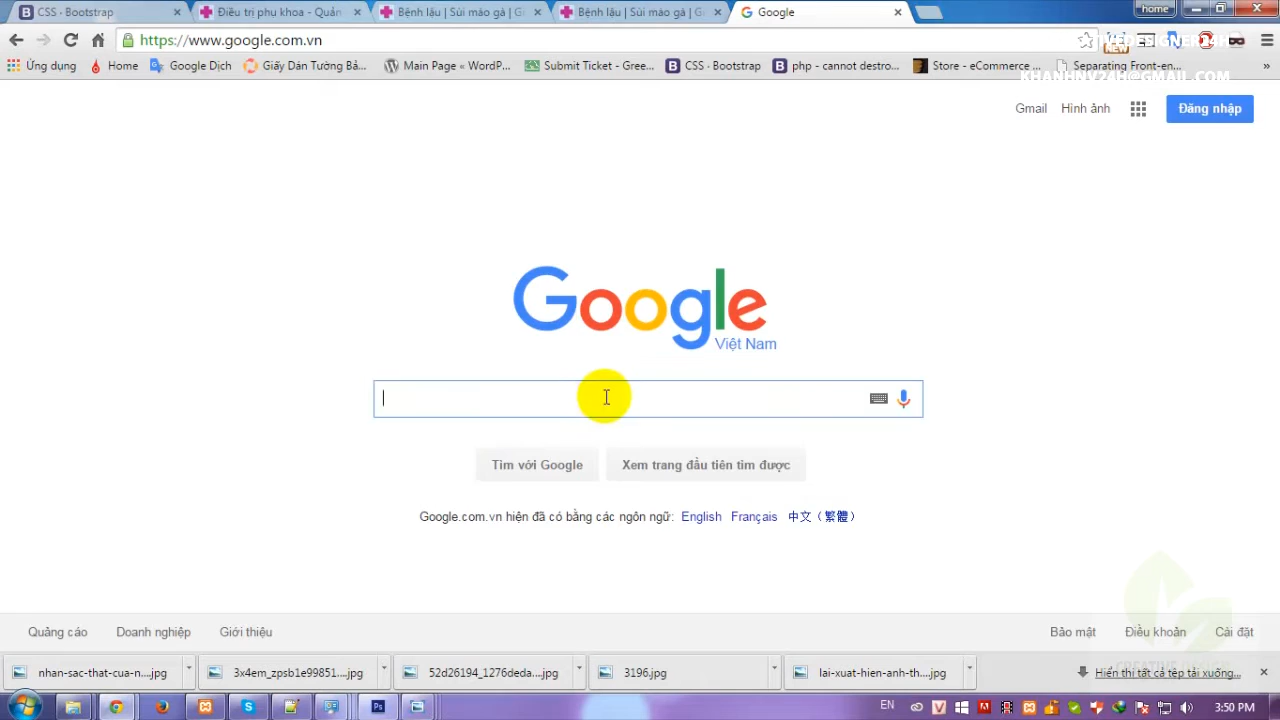 CSS · Bootstrap
Điều trị phu khoa - Quản
Bệnh lậu | Sùi mào gà | G
Bệnh lậu | Sùi mào gà | G
Google
home
https://www.google.com.vn
NEW
Ứng dụng
Home
Google Dịch
Giấy Dán Tường Bả...
Main Page « WordP...
Submit Ticket - Gree...
CSS · Bootstrap
php - cannot destro...
Store - eCommerce ...
Separating Front-en...
»
KHANHNV24H@GMAIL.COM
Gmail
Hình ảnh
Đăng nhập
Google
Việt Nam
Tìm với Google
Xem trang đầu tiên tìm được
Google.com.vn hiện đã có bằng các ngôn ngữ: English Français 中文（繁體）
Quảng cáo
Doanh nghiệp
Giới thiệu
Bảo mật
Điều khoản
Cài đặt
nhan-sac-that-cua-n....jpg
3x4em_zpsb1e99851...jpg
52d26194_1276deda...jpg
3196.jpg
lai-xuat-hien-anh-th....jpg
Hiển thị tất cả tệp tải xuống...
EN
3:50 PM